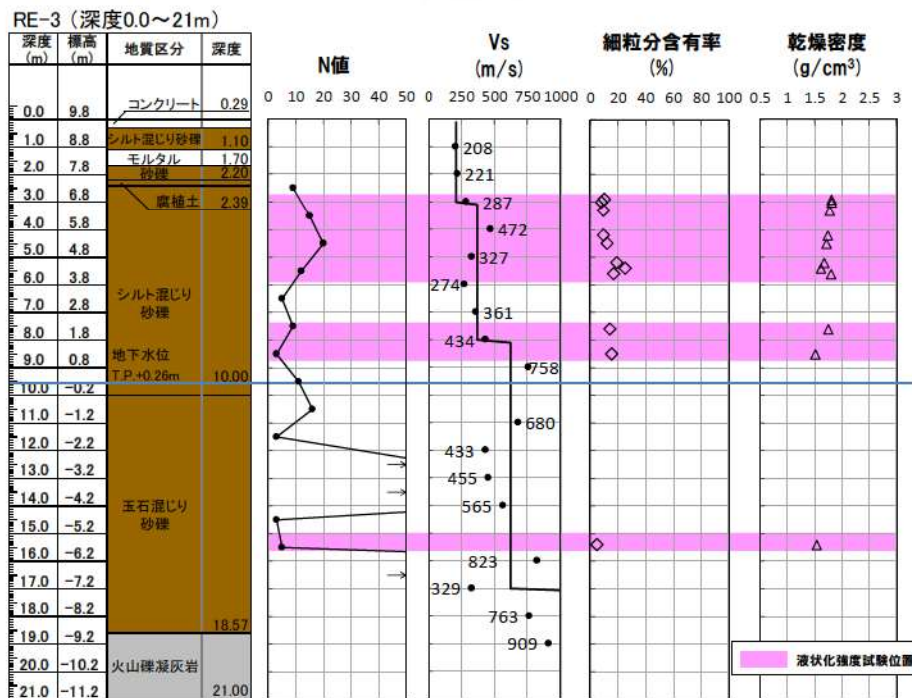 RE-3 (深度0.0～21m)
深度(m) 標高(m) 地質区分 深度
N値
Vs
(m/s)
細粒分含有率
(%)
乾燥密度
(g/cm³)
0 10 20 30 40 50
0 250 500 750 1000
0 20 40 60 80 100
0.5 1 1.5 2 2.5 3
コンクリート 0.29
0.0 9.8
1.0 8.8 シルト混じり砂礫 1.10
モルタル 1.70
2.0 7.8 砂礫 2.20
3.0 6.8 腐植土 2.39
4.0 5.8
5.0 4.8
6.0 3.8
シルト混じり
砂礫
7.0 2.8
8.0 1.8
9.0 0.8 地下水位
T.P.+0.26m 10.00
10.0 -0.2
11.0 -1.2
12.0 -2.2
13.0 -3.2
14.0 -4.2
玉石混じり
砂礫
15.0 -5.2
16.0 -6.2
17.0 -7.2
18.0 -8.2
18.57
19.0 -9.2
20.0 -10.2 火山礫凝灰岩
21.0 -11.2 21.00
208
221
287
472
327
274
361
434
758
680
433
455
565
823
329
763
909
液状化強度試験位置